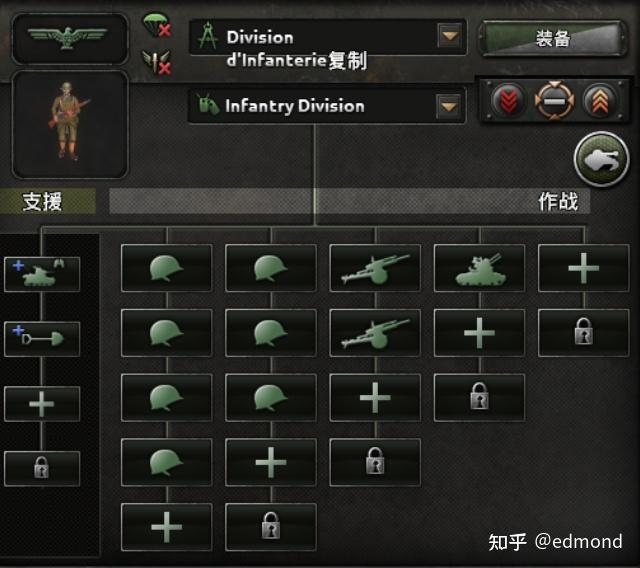 Division
d'Infanterie复制
装备
Infantry Division
支援
作战
知乎 @edmond